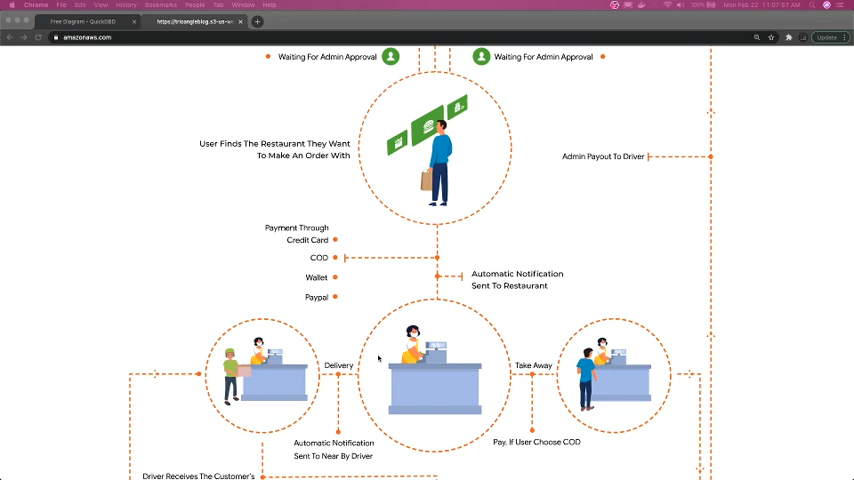 Chrome File Edit View History Bookmarks People Tab Window Help
100% Mon Feb 22 11:07:57 AM
Free Diagram - QuickDBD
https://tricangleblog.s3-us-we
amazonaws.com
Update
Waiting For Admin Approval
Waiting For Admin Approval
User Finds The Restaurant They Want
To Make An Order With
Admin Payout To Driver
Payment Through
Credit Card
COD
Wallet
Paypal
Automatic Notification
Sent To Restaurant
Delivery
Take Away
Automatic Notification
Sent To Near By Driver
Pay, If User Choose COD
Driver Receives The Customer's